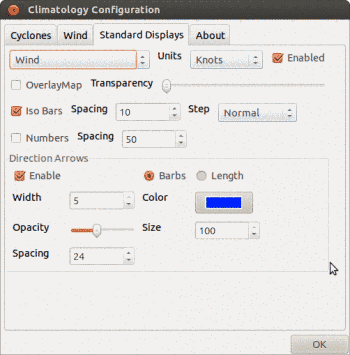 Climatology Configuration
Cyclones Wind Standard Displays About
Wind Units Knots Enabled
OverlayMap Transparency
Iso Bars Spacing 10 Step Normal
Numbers Spacing 50
Direction Arrows
Enable Barbs Length
Width 5 Color
Opacity Size 100
Spacing 24
OK